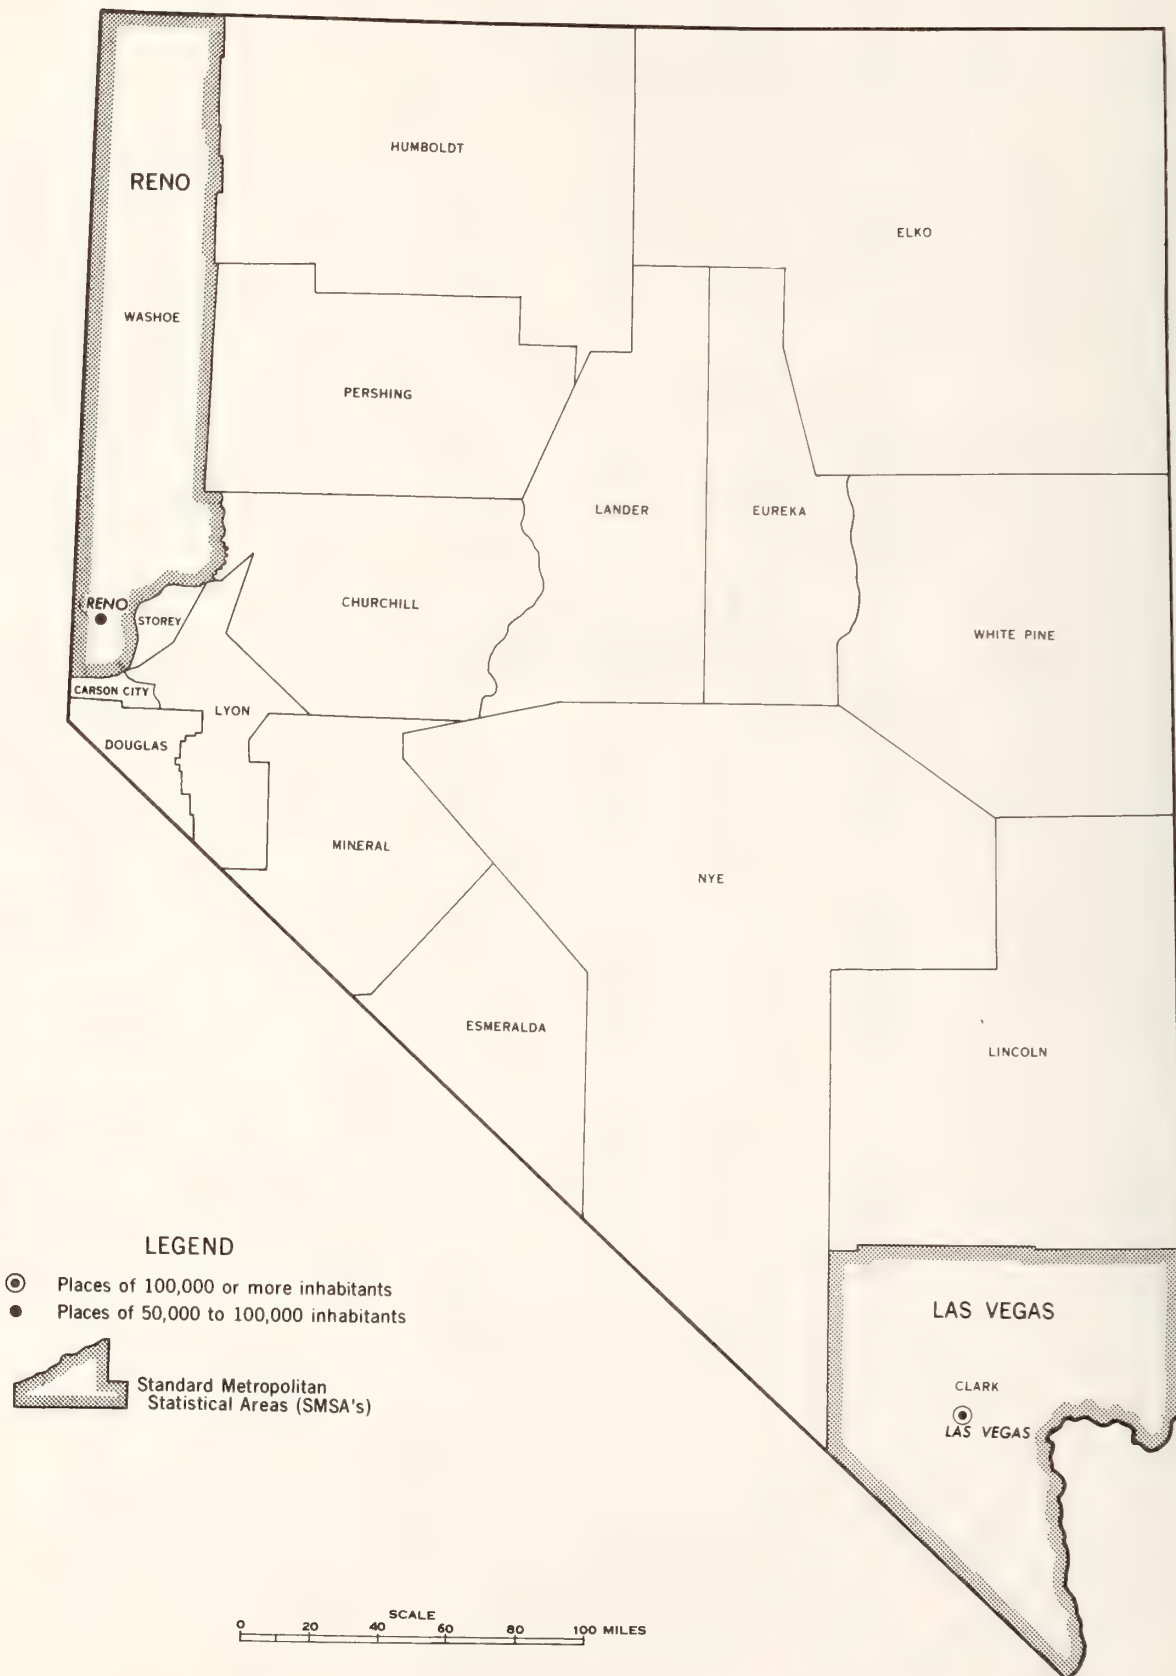 HUMBOLDT
RENO
ELKO
WASHOE
PERSHING
LANDER
EUREKA
RENO
STOREY
CHURCHILL
WHITE PINE
CARSON CITY
LYON
DOUGLAS
MINERAL
NYE
ESMERALDA
LINCOLN
LEGEND
Places of 100,000 or more inhabitants
Places of 50,000 to 100,000 inhabitants
Standard Metropolitan
Statistical Areas (SMSA's)
LAS VEGAS
CLARK
LAS VEGAS
SCALE
0 20 40 60 80 100 MILES